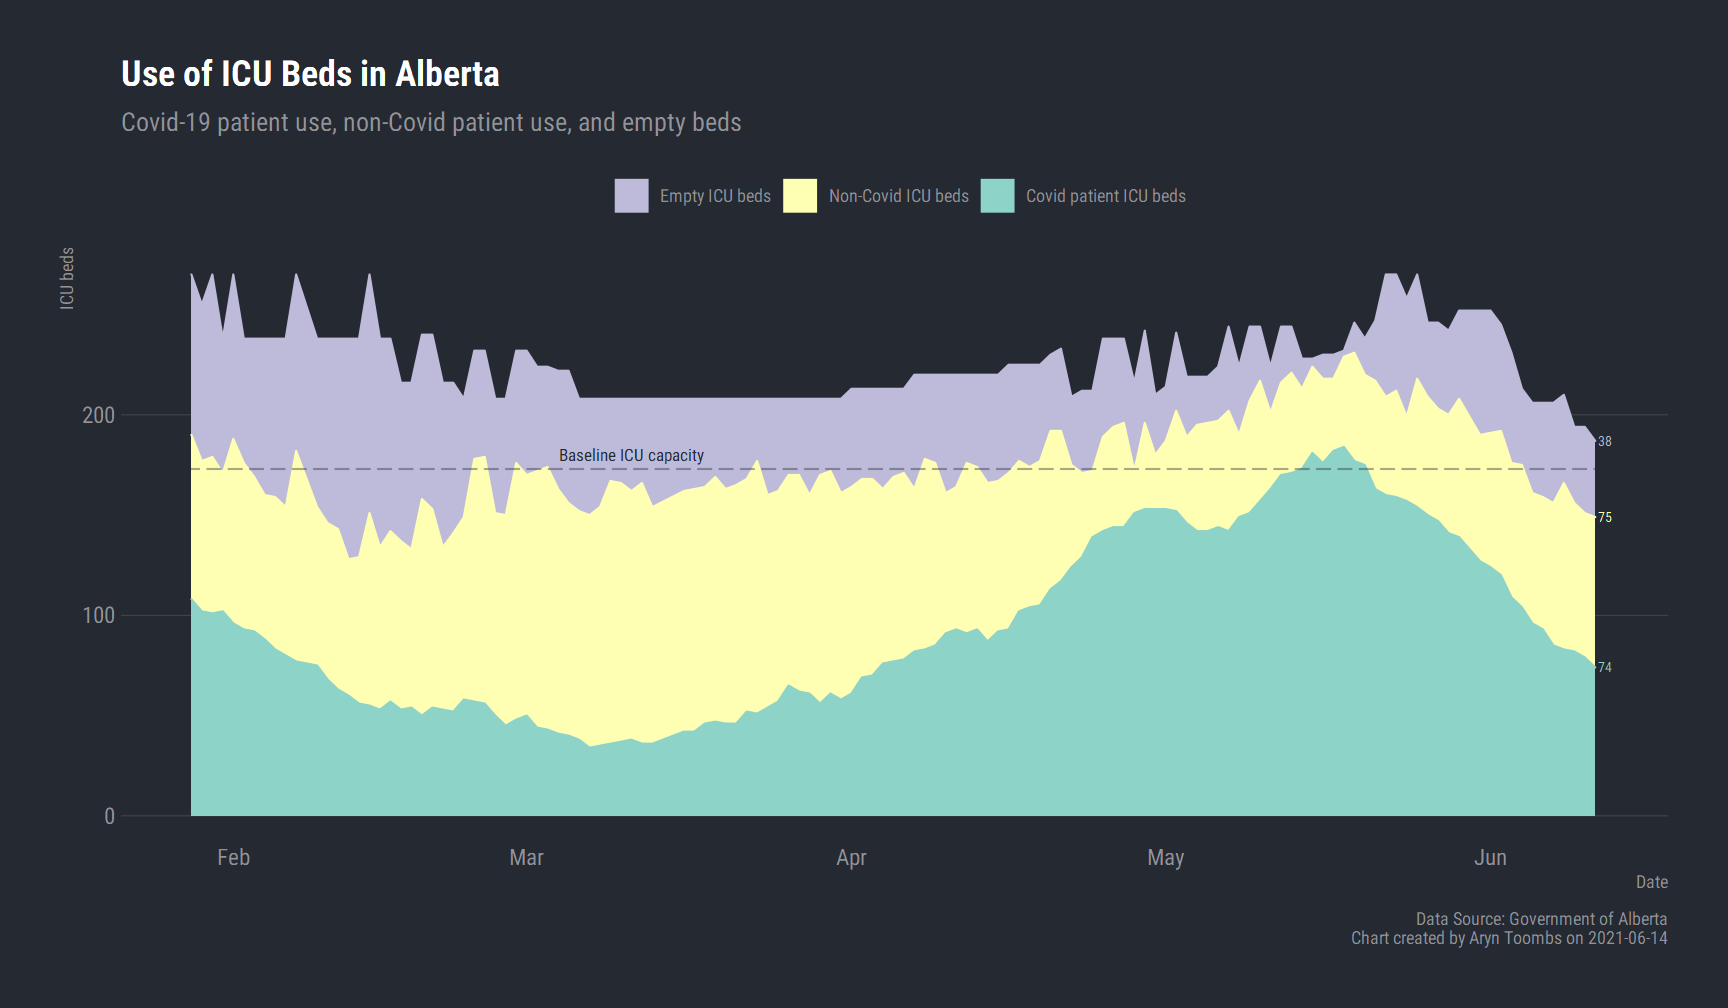 Use of ICU Beds in Alberta
Covid-19 patient use, non-Covid patient use, and empty beds
Empty ICU beds
Non-Covid ICU beds
Covid patient ICU beds
ICU beds
200
100
0
Baseline ICU capacity
38
75
74
Feb
Mar
Apr
May
Jun
Date
Data Source: Government of Alberta
Chart created by Aryn Toombs on 2021-06-14